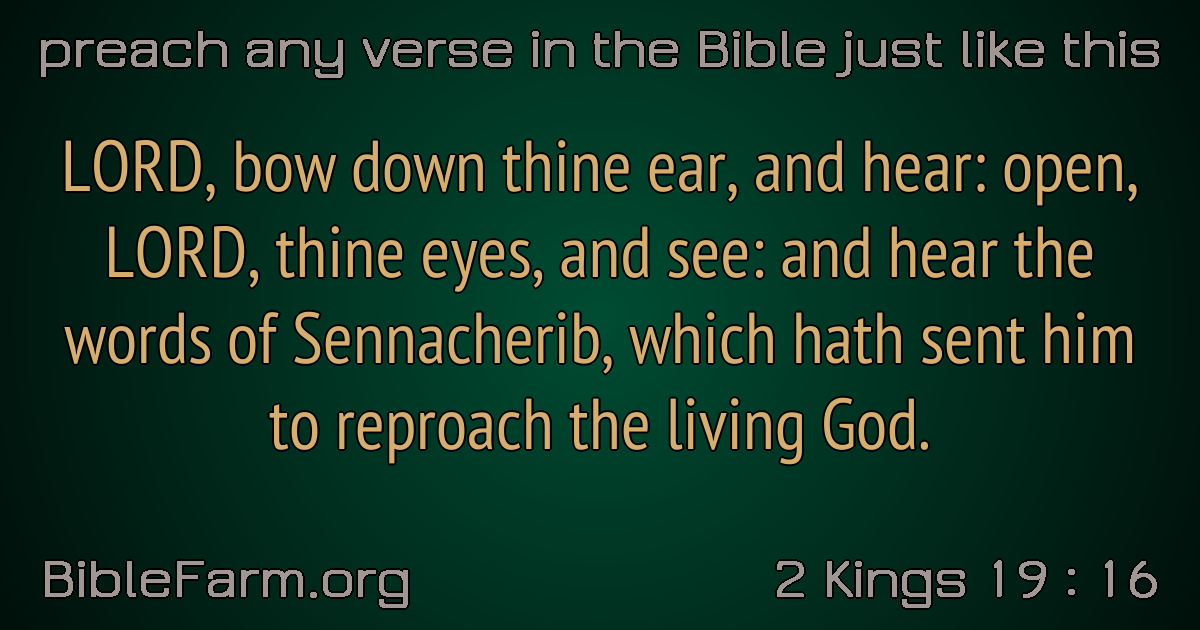 preach any verse in the Bible just like this
LORD, bow down thine ear, and hear: open,
LORD, thine eyes, and see: and hear the
words of Sennacherib, which hath sent him
to reproach the living God.
BibleFarm.org
2 Kings 19 : 16